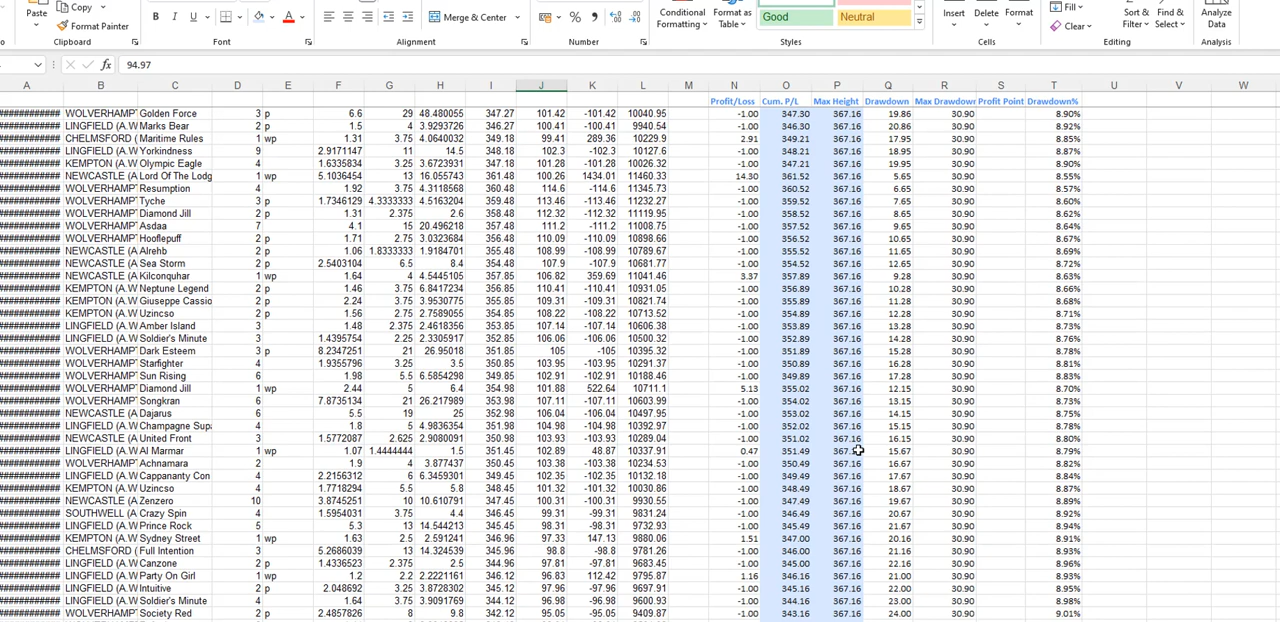 Paste Copy Format Painter B I U Merge & Center % 9 Conditional Formatting Format as Table Good Neutral Insert Delete Format Fill Clear Sort & Filter Find & Select Analyze Data
Clipboard Font Alignment Number Styles Cells Editing Analysis
fx 94.97
A B C D E F G H I J K L M N O P Q R S T U V W
Profit/Loss Cum. P/L Max Height Drawdown Max Drawdown Profit Point Drawdown%
########### WOLVERHAMPT Golden Force 3 p 6.6 29 48.480055 347.27 101.42 -101.42 10040.95 -1.00 347.30 367.16 19.86 30.90 8.90%
########### LINGFIELD (A.W Marks Bear 2 p 1.5 4 3.9293726 346.27 100.41 -100.41 9940.54 -1.00 346.30 367.16 20.86 30.90 8.92%
########### CHELMSFORD ( Maritime Rules 1 wp 1.31 3.75 4.0640032 349.18 99.41 289.36 10229.9 2.91 349.21 367.16 17.95 30.90 8.85%
########### LINGFIELD (A.W Yorkindness 9 2.9171147 11 14.5 348.18 102.3 -102.3 10127.6 -1.00 348.21 367.16 18.95 30.90 8.87%
########### KEMPTON (A.W Olympic Eagle 4 1.6335834 3.25 3.6723931 347.18 101.28 -101.28 10026.32 -1.00 347.21 367.16 19.95 30.90 8.90%
########### NEWCASTLE (A Lord Of The Lodg 1 wp 5.1036454 13 16.055743 361.48 100.26 1434.01 11460.33 14.30 361.52 367.16 5.65 30.90 8.55%
########### WOLVERHAMPT Resumption 4 1.92 3.75 4.3118568 360.48 114.6 -114.6 11345.73 -1.00 360.52 367.16 6.65 30.90 8.57%
########### WOLVERHAMPT Tyche 3 p 1.7346129 4.3333333 4.5163204 359.48 113.46 -113.46 11232.27 -1.00 359.52 367.16 7.65 30.90 8.60%
########### WOLVERHAMPT Diamond Jill 2 p 1.31 2.375 2.6 358.48 112.32 -112.32 11119.95 -1.00 358.52 367.16 8.65 30.90 8.62%
########### WOLVERHAMPT Asdaa 7 4.1 15 20.496218 357.48 111.2 -111.2 11008.75 -1.00 357.52 367.16 9.65 30.90 8.64%
########### WOLVERHAMPT Hooflepuff 2 p 1.71 2.75 3.0323684 356.48 110.09 -110.09 10898.66 -1.00 356.52 367.16 10.65 30.90 8.67%
########### NEWCASTLE (A Alrehb 2 p 1.06 1.8333333 1.9184701 355.48 108.99 -108.99 10789.67 -1.00 355.52 367.16 11.65 30.90 8.69%
########### NEWCASTLE (A Sea Storm 2 p 2.5403104 6.5 8.4 354.48 107.9 -107.9 10681.77 -1.00 354.52 367.16 12.65 30.90 8.72%
########### NEWCASTLE (A Kilconquhar 1 wp 1.64 4 4.5445105 357.85 106.82 359.69 11041.46 3.37 357.89 367.16 9.28 30.90 8.63%
########### KEMPTON (A.W Neptune Legend 2 p 1.46 3.75 6.8417234 356.85 110.41 -110.41 10931.05 -1.00 356.89 367.16 10.28 30.90 8.66%
########### KEMPTON (A.W Giuseppe Cassio 2 p 2.24 3.75 3.9530775 355.85 109.31 -109.31 10821.74 -1.00 355.89 367.16 11.28 30.90 8.68%
########### KEMPTON (A.W Uzincso 2 p 1.56 2.75 2.7589055 354.85 108.22 -108.22 10713.52 -1.00 354.89 367.16 12.28 30.90 8.71%
########### LINGFIELD (A.W Amber Island 3 1.48 2.375 2.4618356 353.85 107.14 -107.14 10606.38 -1.00 353.89 367.16 13.28 30.90 8.73%
########### LINGFIELD (A.W Soldier's Minute 3 1.4395754 2.25 2.3305917 352.85 106.06 -106.06 10500.32 -1.00 352.89 367.16 14.28 30.90 8.76%
########### WOLVERHAMPT Dark Esteem 3 p 8.2347251 21 26.95018 351.85 105 -105 10395.32 -1.00 351.89 367.16 15.28 30.90 8.78%
########### WOLVERHAMPT Starfighter 4 1.9355796 3.25 3.5 350.85 103.95 -103.95 10291.37 -1.00 350.89 367.16 16.28 30.90 8.81%
########### WOLVERHAMPT Sun Rising 6 1.98 5.5 6.5854298 349.85 102.91 -102.91 10188.46 -1.00 349.89 367.16 17.28 30.90 8.83%
########### WOLVERHAMPT Diamond Jill 1 wp 2.44 5 6.4 354.98 101.88 522.64 10711.1 5.13 355.02 367.16 12.15 30.90 8.70%
########### WOLVERHAMPT Songkran 6 7.8735134 21 26.217989 353.98 107.11 -107.11 10603.99 -1.00 354.02 367.16 13.15 30.90 8.73%
########### NEWCASTLE (A Dajarus 6 5.5 19 25 352.98 106.04 -106.04 10497.95 -1.00 353.02 367.16 14.15 30.90 8.75%
########### LINGFIELD (A.W Champagne Supa 4 1.8 5 4.9836354 351.98 104.98 -104.98 10392.97 -1.00 352.02 367.16 15.15 30.90 8.78%
########### NEWCASTLE (A United Front 3 1.5772087 2.625 2.9080091 350.98 103.93 -103.93 10289.04 -1.00 351.02 367.16 16.15 30.90 8.80%
########### LINGFIELD (A.W Al Marmar 1 wp 1.07 1.4444444 1.5 351.45 102.89 48.87 10337.91 0.47 351.49 15.67 30.90 8.79%
########### WOLVERHAMPT Achnamara 2 1.9 4 3.877437 350.45 103.38 -103.38 10234.53 -1.00 350.49 367.16 16.67 30.90 8.82%
########### LINGFIELD (A.W Cappananty Con 4 2.2156312 6 6.3459301 349.45 102.35 -102.35 10132.18 -1.00 349.49 367.16 17.67 30.90 8.84%
########### KEMPTON (A.W Uzincso 4 1.7718294 5.5 5.8 348.45 101.32 -101.32 10030.86 -1.00 348.49 367.16 18.67 30.90 8.87%
########### NEWCASTLE (A Zenzero 10 3.8745251 10 10.610791 347.45 100.31 -100.31 9930.55 -1.00 347.49 367.16 19.67 30.90 8.89%
########### SOUTHWELL (A Crazy Spin 4 1.5954031 3.75 4.4 346.45 99.31 -99.31 9831.24 -1.00 346.49 367.16 20.67 30.90 8.92%
########### LINGFIELD (A.W Prince Rock 5 5.3 13 14.544213 345.45 98.31 -98.31 9732.93 -1.00 345.49 367.16 21.67 30.90 8.94%
########### KEMPTON (A.W Sydney Street 1 wp 1.63 2.5 2.591241 346.96 97.33 147.13 9880.06 1.51 347.00 367.16 20.16 30.90 8.91%
########### CHELMSFORD ( Full Intention 3 5.2686039 13 14.324539 345.96 98.8 -98.8 9781.26 -1.00 346.00 367.16 21.16 30.90 8.93%
########### LINGFIELD (A.W Canzone 2 p 1.4336523 2.375 2.5 344.96 97.81 -97.81 9683.45 -1.00 345.00 367.16 22.16 30.90 8.96%
########### LINGFIELD (A.W Party On Girl 1 wp 1.2 2.2 2.2222161 346.12 96.83 112.42 9795.87 1.16 346.16 367.16 21.00 30.90 8.93%
########### LINGFIELD (A.W Intuitive 2 p 2.048692 3.75 3.8728302 345.12 97.96 -97.96 9697.91 -1.00 345.16 367.16 22.00 30.90 8.95%
########### LINGFIELD (A.W Soldier's Minute 4 1.64 3.75 3.9091769 344.12 96.98 -96.98 9600.93 -1.00 344.16 367.16 23.00 30.90 8.98%
########### WOLVERHAMPT Society Red 2 p 2.4857826 8 9.8 342.12 95.05 -95.05 9409.87 -1.00 343.16 367.16 24.00 30.90 9.01%